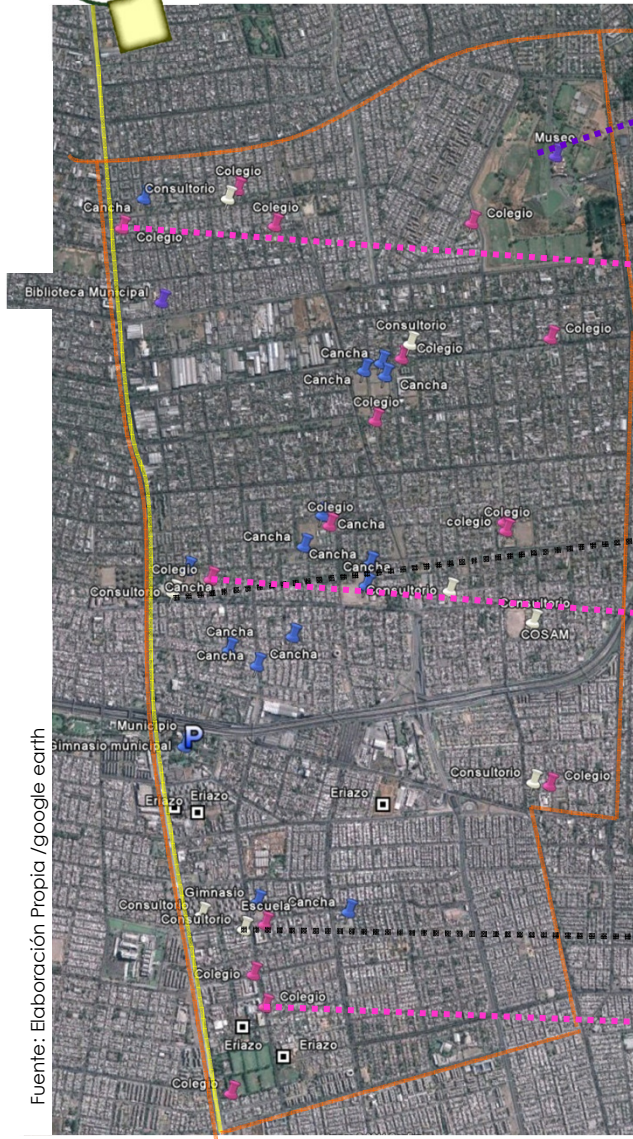 Museo
Colegio
Consultorio
Cancha
Colegio
Colegio
Colegio
Biblioteca Municipal
Consultorio
Colegio
Cancha
Colegio
Cancha
Cancha
Colegio
Colegio
Cancha
Colegio
colegio
Cancha
Cancha
Cancha
Colegio
Cancha
Consultorio
Consultorio
Consultorio
COSAM
Cancha
Cancha
Cancha
Municipio
P
Gimnasio municipal
Consultorio
Colegio
Eriazo
Eriazo
Eriazo
Gimnasio
Consultorio
Escuela
Cancha
Consultorio
Colegio
Colegio
Eriazo
Eriazo
Colegio
Fuente: Elaboración Propia /google earth